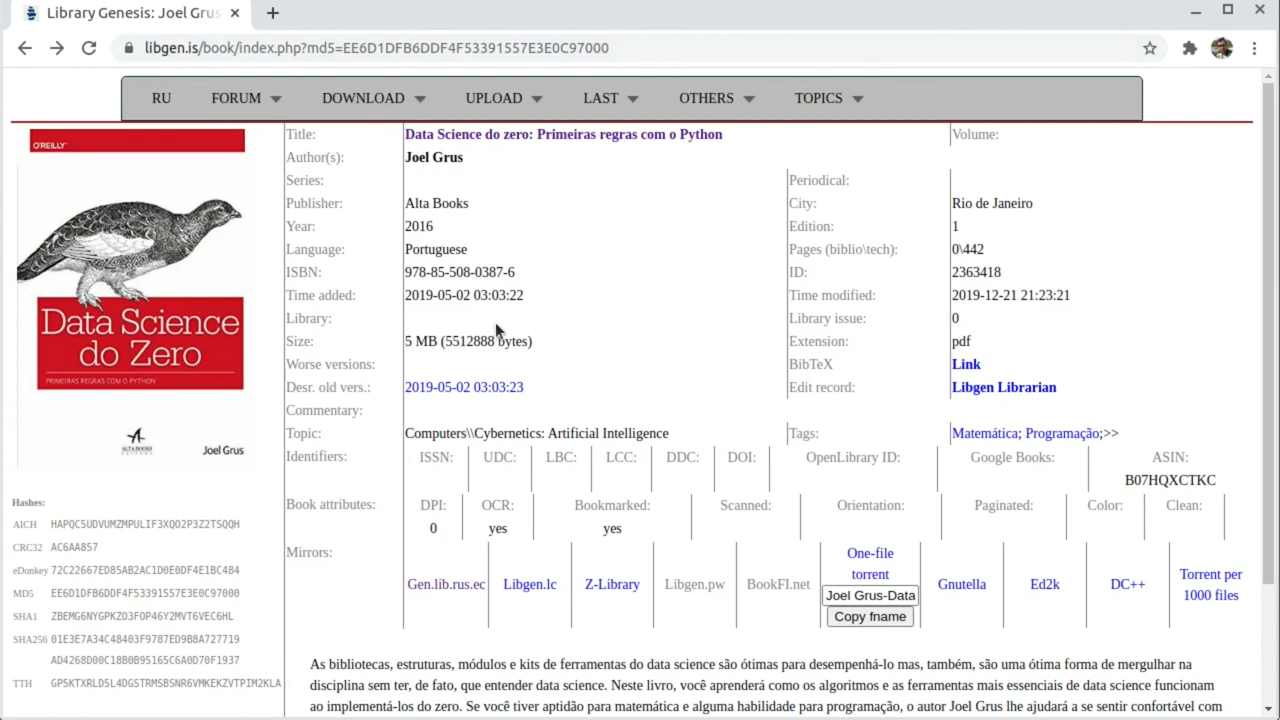 Library Genesis: Joel Grus
libgen.is/book/index.php?md5=EE6D1DFB6DDF4F53391557E3E0C97000
RU FORUM DOWNLOAD UPLOAD LAST OTHERS TOPICS
O'REILLY
Data Science
do Zero
PRIMEIRAS REGRAS COM O PYTHON
ALTA BOOKS
Joel Grus
Title: Data Science do zero: Primeiras regras com o Python Volume:
Author(s): Joel Grus
Series: Periodical:
Publisher: Alta Books City: Rio de Janeiro
Year: 2016 Edition: 1
Language: Portuguese Pages (biblio\tech): 0\442
ISBN: 978-85-508-0387-6 ID: 2363418
Time added: 2019-05-02 03:03:22 Time modified: 2019-12-21 21:23:21
Library: Library issue: 0
Size: 5 MB (5512888 bytes) Extension: pdf
Worse versions: BibTeX Link
Desr. old vers.: 2019-05-02 03:03:23 Edit record: Libgen Librarian
Commentary:
Topic: Computers\\Cybernetics: Artificial Intelligence Tags: Matemática; Programação;>>
Identifiers: ISSN: UDC: LBC: LCC: DDC: DOI: OpenLibrary ID: Google Books: ASIN:
B07HQXCTKC
Book attributes: DPI: OCR: Bookmarked: Scanned: Orientation: Paginated: Color: Clean:
0 yes yes
Mirrors: Gen.lib.rus.ec Libgen.lc Z-Library Libgen.pw BookFI.net
One-file
torrent
Joel Grus-Data
Copy fname
Gnutella Ed2k DC++
Torrent per
1000 files
Hashes:
AICH HAPQC5UDVUMZMPULIF3XQO2P3Z2TSQQH
CRC32 AC6AA857
eDonkey 72C22667ED85AB2AC1D0E0DF4E1BC484
MD5 EE6D1DFB6DDF4F53391557E3E0C97000
SHA1 ZBEMG6NYGPKZO3FOP46Y2MVT6VEC6HL
SHA256 01E3E7A34C48403F9787ED9B8A727719
AD4268D00C18B0B95165C6A0D70F1937
TTH GP5KTXRLD5L4DGSTRMSBSNR6VMKEKZVTPIM2KLA
As bibliotecas, estruturas, módulos e kits de ferramentas do data science são ótimas para desempenhá-lo mas, também, são uma ótima forma de mergulhar na
disciplina sem ter, de fato, que entender data science. Neste livro, você aprenderá como os algoritmos e as ferramentas mais essenciais de data science funcionam
ao implementá-los do zero. Se você tiver aptidão para matemática e alguma habilidade para programação, o autor Joel Grus lhe ajudará a se sentir confortável com